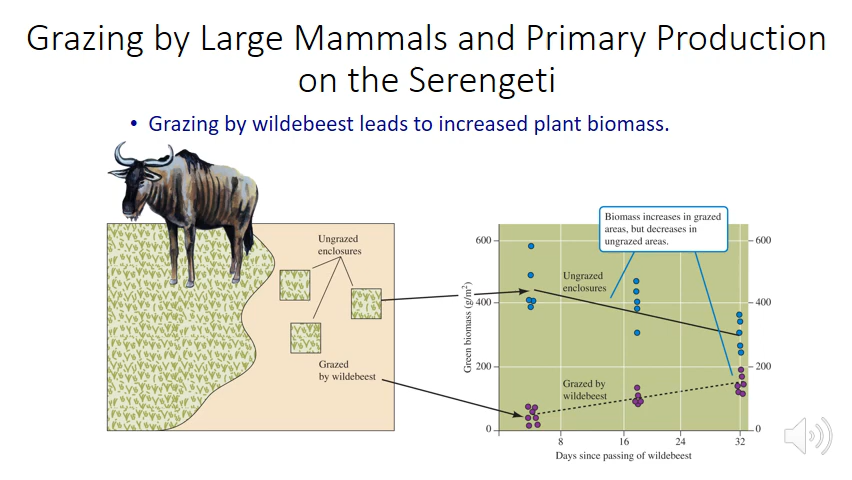 Grazing by Large Mammals and Primary Production
on the Serengeti
• Grazing by wildebeest leads to increased plant biomass.
Ungrazed
enclosures
Grazed
by wildebeest
Biomass increases in grazed
areas, but decreases in
ungrazed areas.
Ungrazed
enclosures
Grazed by
wildebeest
Green biomass (g/m²)
600
400
200
0
600
400
200
0
8 16 24 32
Days since passing of wildebeest